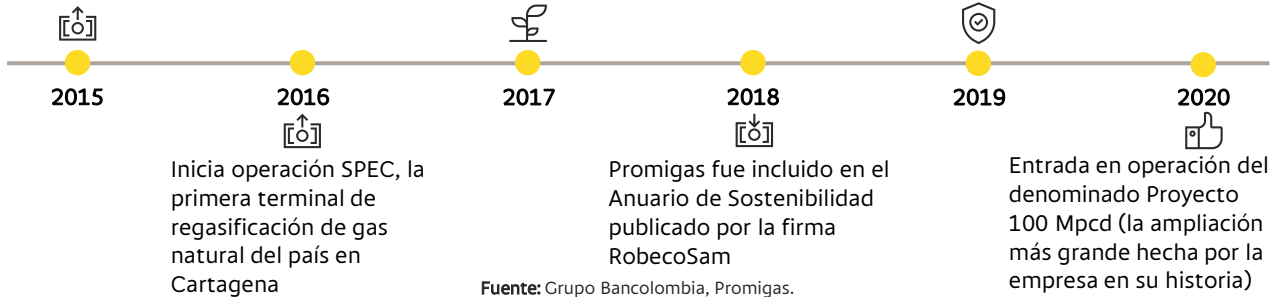 2015
2016
2017
2018
2019
2020
Inicia operación SPEC, la
primera terminal de
regasificación de gas
natural del país en
Cartagena
Promigas fue incluido en el
Anuario de Sostenibilidad
publicado por la firma
RobecoSam
Entrada en operación del
denominado Proyecto
100 Mpcd (la ampliación
más grande hecha por la
empresa en su historia)
Fuente: Grupo Bancolombia, Promigas.